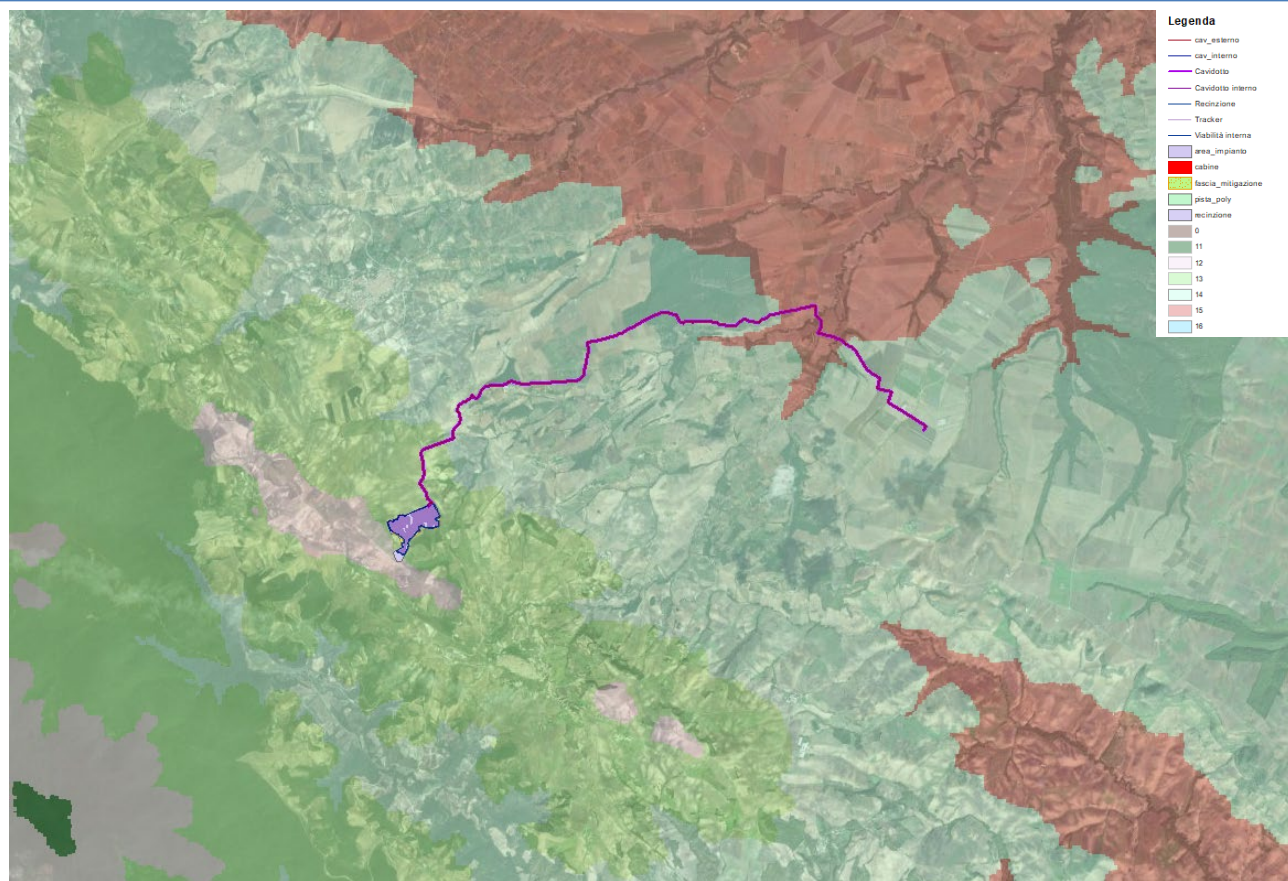 Legenda
cav_esterno
cav_interno
Cavidotto
Cavidotto interno
Recinzione
Tracker
Viabilità interna
area_impianto
cabine
fascia_mitigazione
pista_poly
recinzione
0
11
12
13
14
15
16